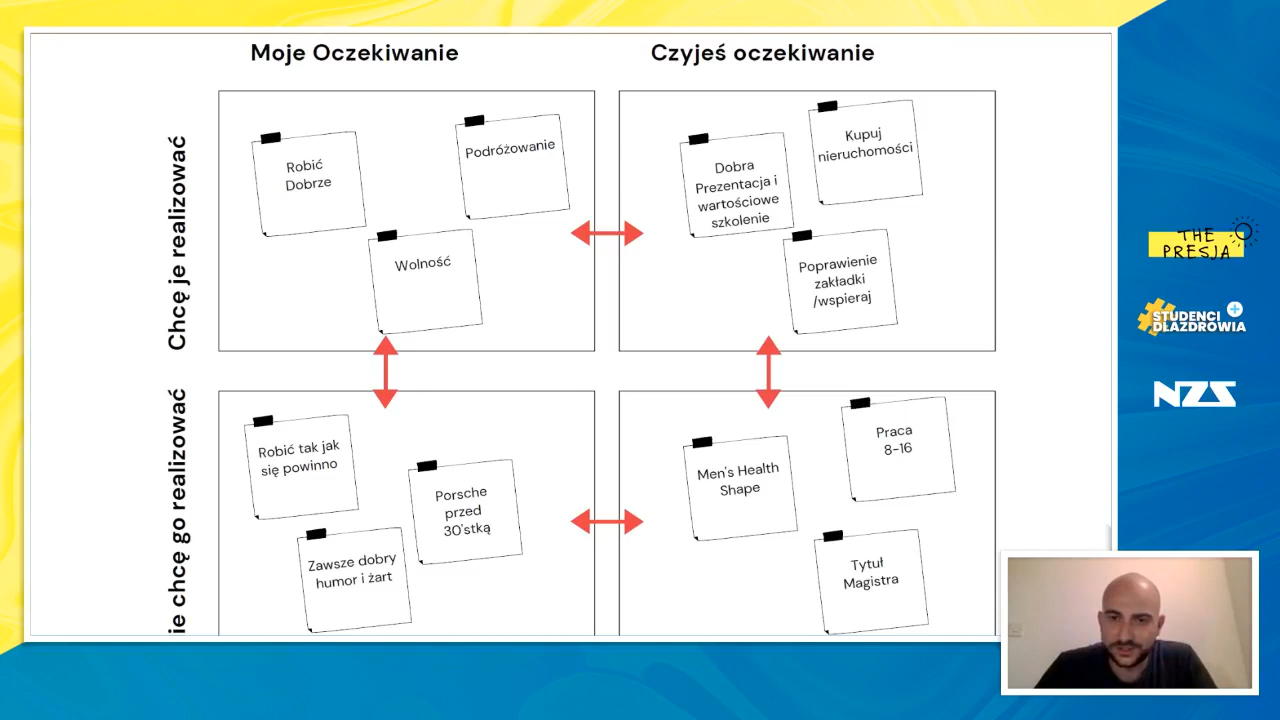 Moje Oczekiwanie
Czyjeś oczekiwanie
Chcę je realizować
Robić
Dobrze
Podróżowanie
Wolność
Dobra
Prezentacja i
wartościowe
szkolenie
Kupuj
nieruchomości
Poprawienie
zakładki
/wspieraj
ie chcę go realizować
Robić tak jak
się powinno
Porsche
przed
30'stką
Zawsze dobry
humor i żart
Men's Health
Shape
Praca
8-16
Tytuł
Magistra
THE
PRESJA
#STUDENCI
DLAZDROWIA
NZS